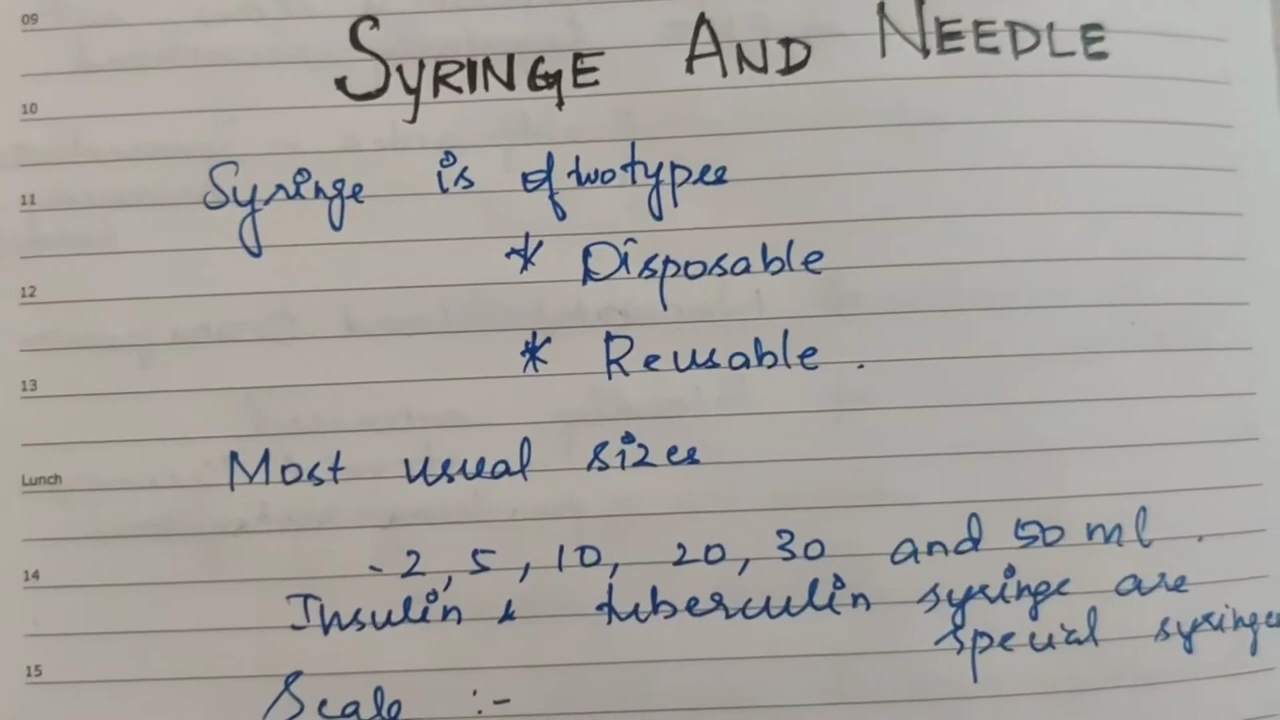 09
SYRINGE AND NEEDLE
10
Syringe is of two types
11
* Disposable
12
* Reusable.
13
Most usual sizes
Lunch
- 2, 5, 10, 20, 30 and 50 ml.
14
Insulin & tuberculin syringe are
special syringes
15
Scale :-